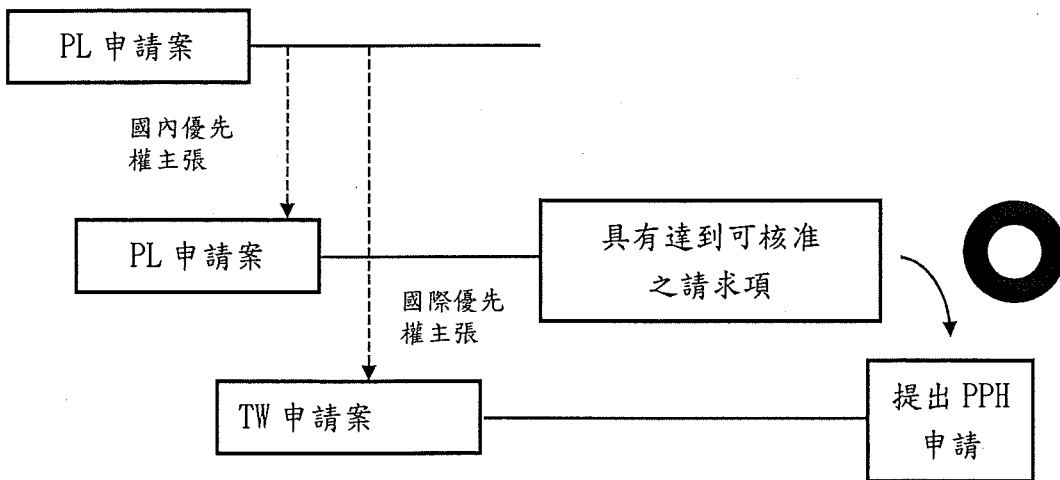 PL 申請案
國內優先
權主張
PL 申請案
具有達到可核准
之請求項
國際優先
權主張
TW 申請案
提出 PPH
申請